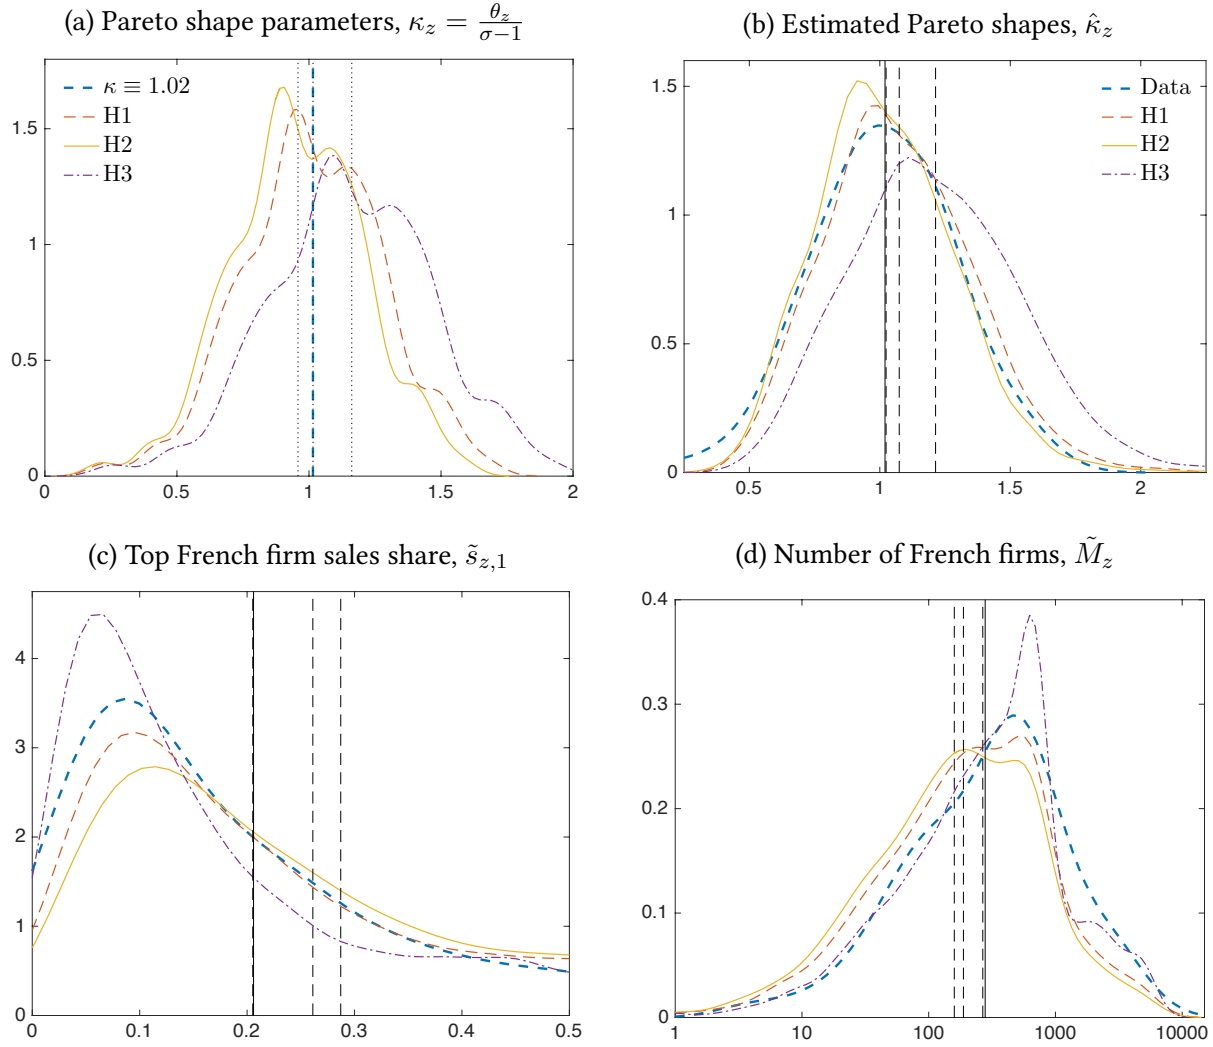 (a) Pareto shape parameters, κ_z = θ_z/(σ−1)
κ ≡ 1.02
H1
H2
H3
1.5
1
0.5
0
0 0.5 1 1.5 2
(b) Estimated Pareto shapes, κ̂_z
Data
H1
H2
H3
1.5
1
0.5
0
0.5 1 1.5 2
(c) Top French firm sales share, s̃_{z,1}
4
3
2
1
0
0 0.1 0.2 0.3 0.4 0.5
(d) Number of French firms, M̃_z
0.4
0.3
0.2
0.1
0
1 10 100 1000 10000